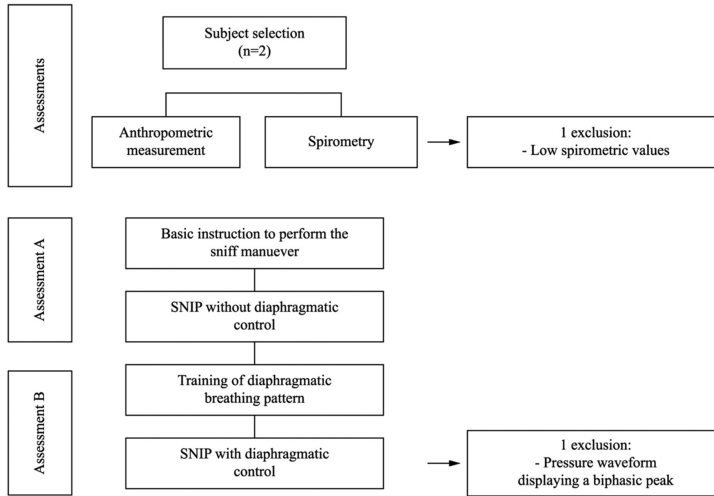 Assessments
Subject selection
(n=2)
Anthropometric
measurement
Spirometry
1 exclusion:
- Low spirometric values
Assessment A
Basic instruction to perform the
sniff manuever
SNIP without diaphragmatic
control
Assessment B
Training of diaphragmatic
breathing pattern
SNIP with diaphragmatic
control
1 exclusion:
- Pressure waveform
displaying a biphasic peak